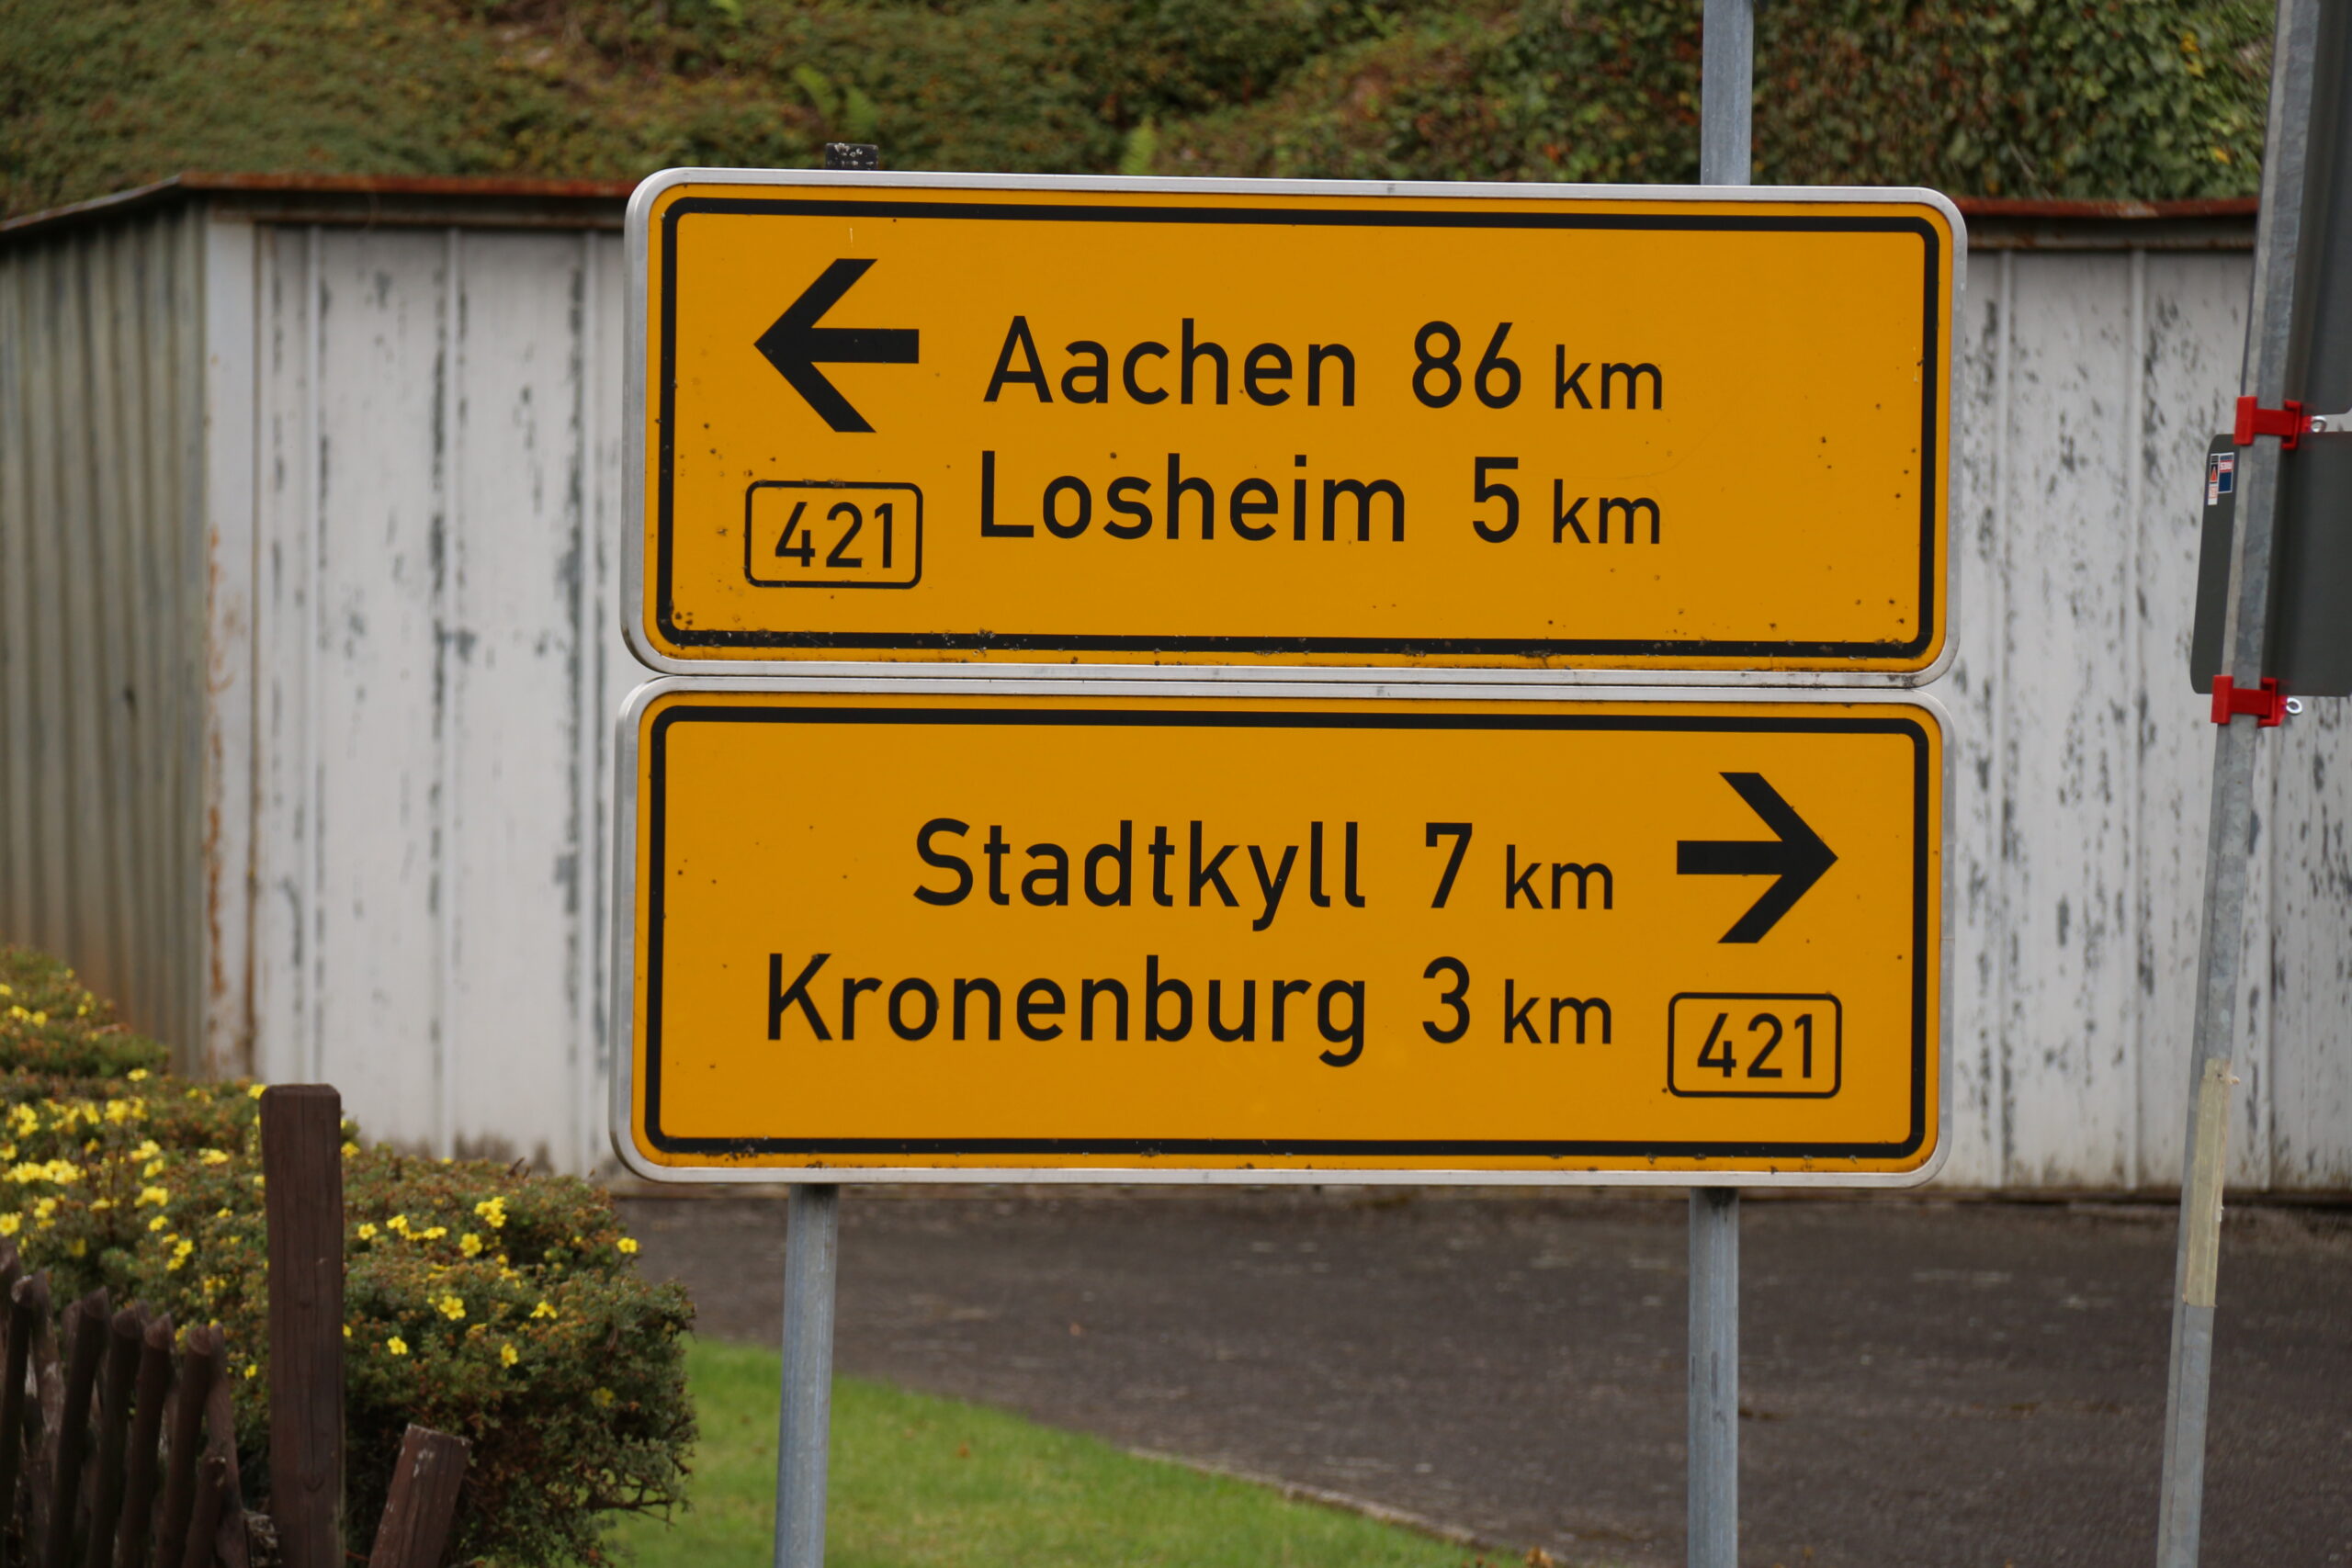 Aachen 86 km
Losheim 5 km
421
Stadtkyll 7 km
Kronenburg 3 km
421